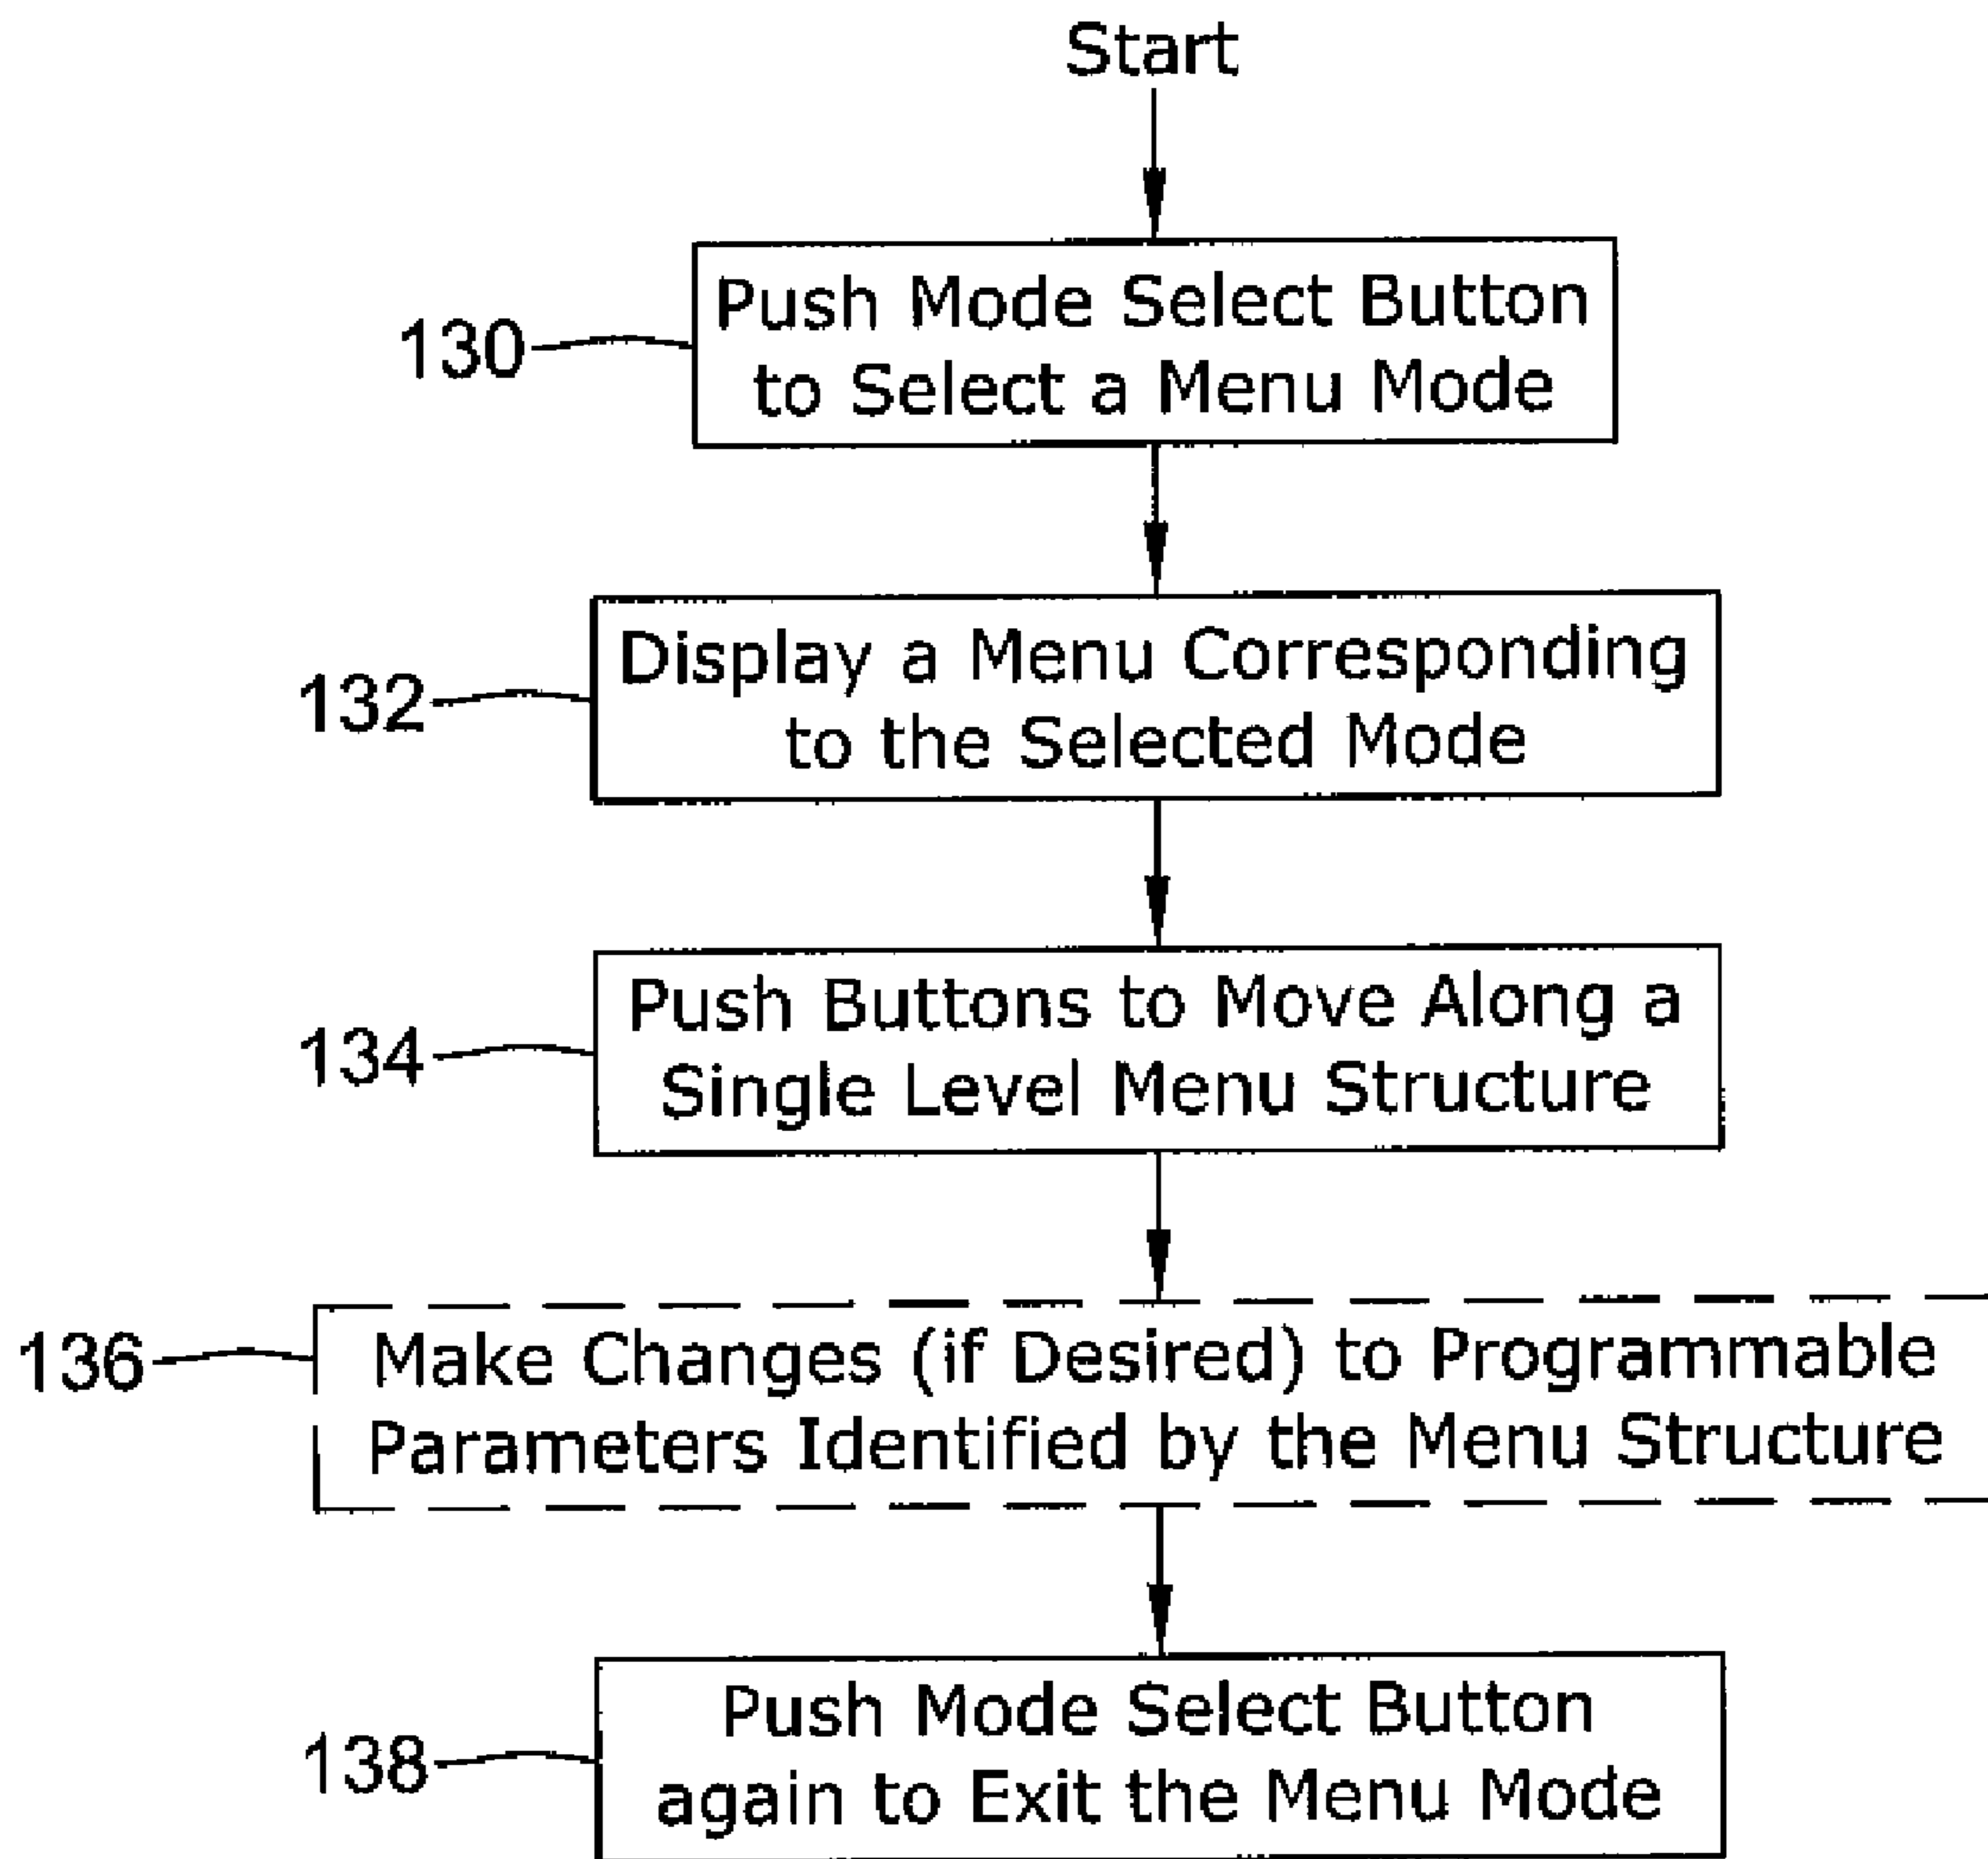 Start
130
Push Mode Select Button
to Select a Menu Mode
132
Display a Menu Corresponding
to the Selected Mode
134
Push Buttons to Move Along a
Single Level Menu Structure
136
Make Changes (if Desired) to Programmable
Parameters Identified by the Menu Structure
138
Push Mode Select Button
again to Exit the Menu Mode